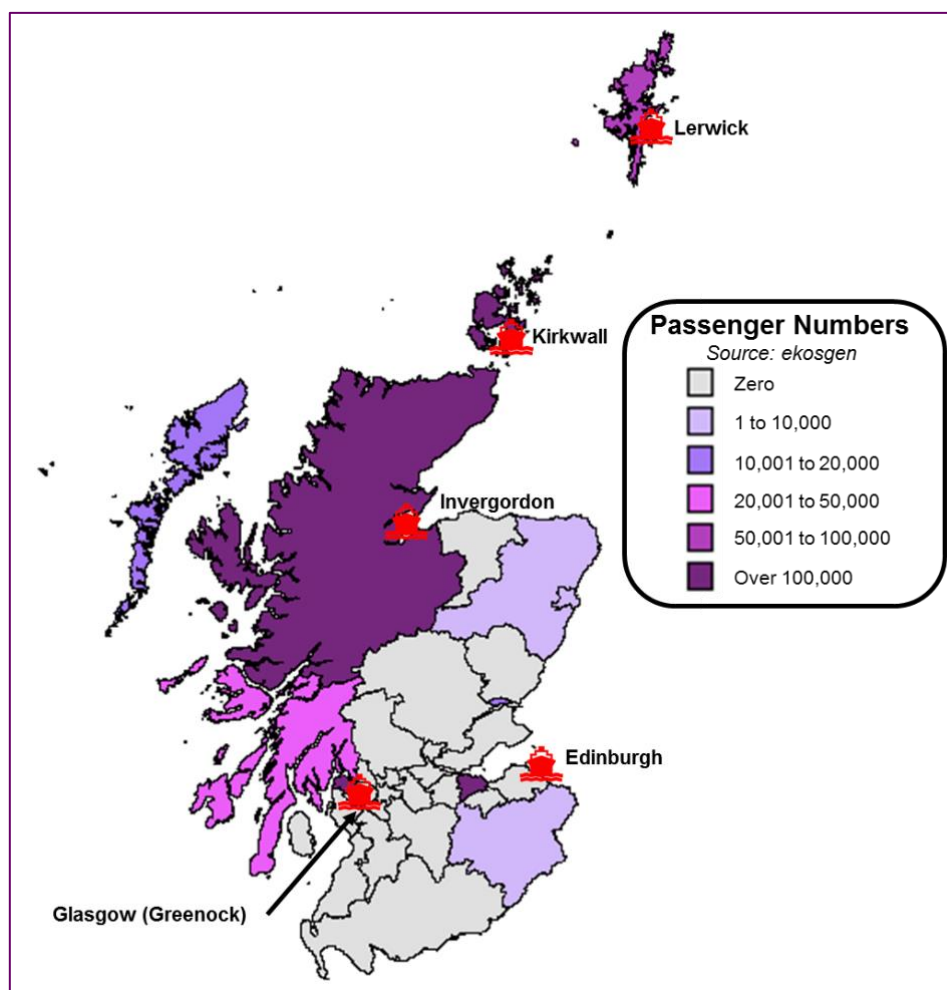 Lerwick
Kirkwall
Passenger Numbers
Source: ekosgen
Zero
1 to 10,000
10,001 to 20,000
20,001 to 50,000
50,001 to 100,000
Over 100,000
Invergordon
Edinburgh
Glasgow (Greenock)